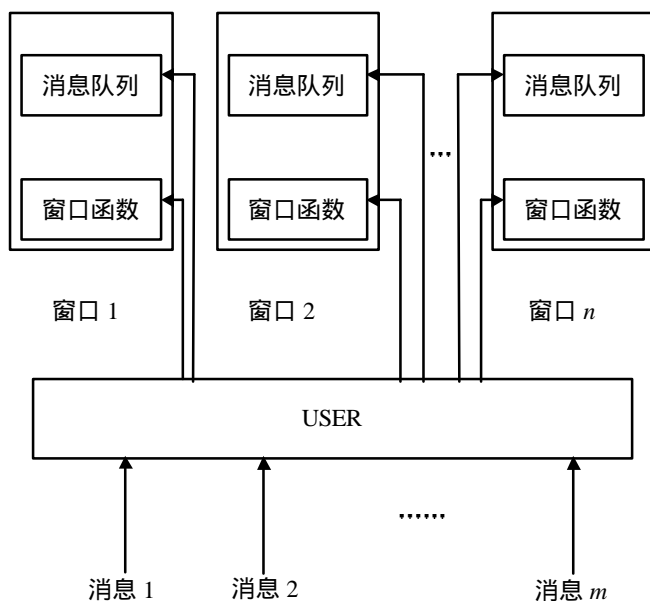 消息队列
消息队列
消息队列
…
窗口函数
窗口函数
窗口函数
窗口 1
窗口 2
窗口 n
USER
……
消息 1
消息 2
消息 m